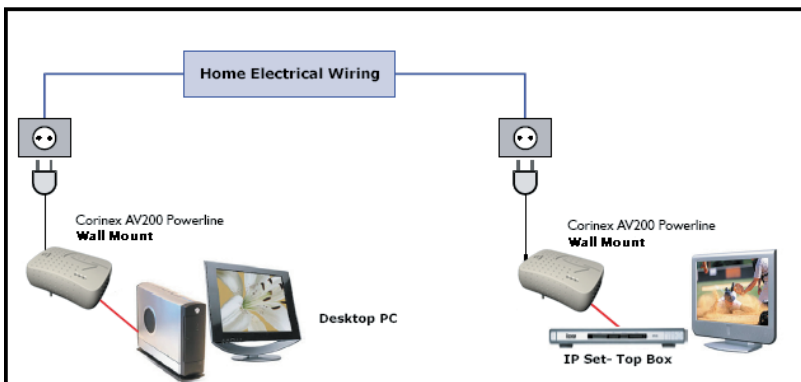 Home Electrical Wiring
Corinex AV200 Powerline
Wall Mount
Corinex AV200 Powerline
Wall Mount
Desktop PC
IP Set- Top Box